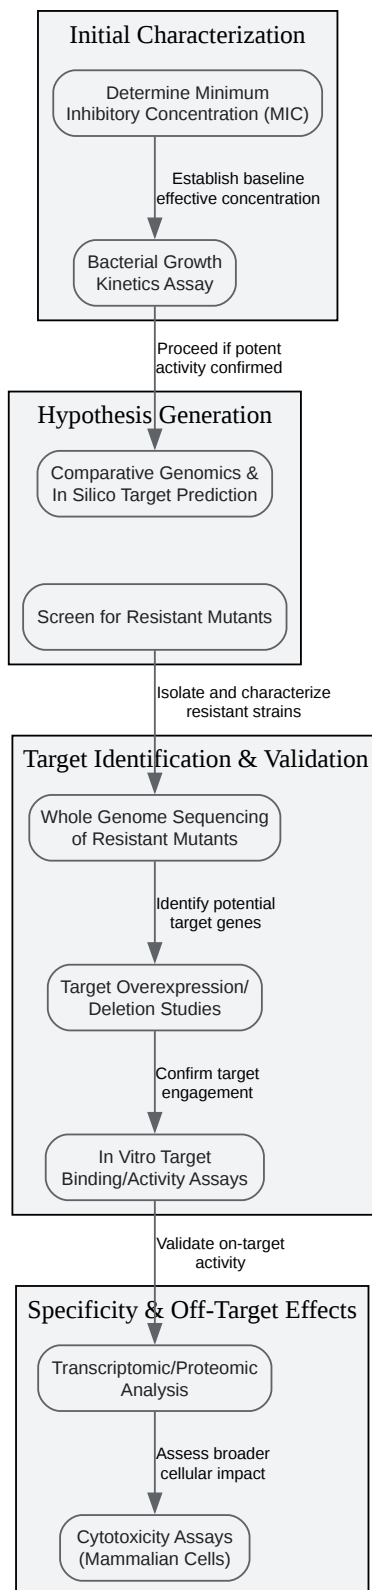 Initial Characterization
Determine Minimum
Inhibitory Concentration (MIC)
Establish baseline
effective concentration
Bacterial Growth
Kinetics Assay
Proceed if potent
activity confirmed
Hypothesis Generation
Comparative Genomics &
In Silico Target Prediction
Screen for Resistant Mutants
Isolate and characterize
resistant strains
Target Identification & Validation
Whole Genome Sequencing
of Resistant Mutants
Identify potential
target genes
Target Overexpression/
Deletion Studies
Confirm target
engagement
In Vitro Target
Binding/Activity Assays
Validate on-target
activity
Specificity & Off-Target Effects
Transcriptomic/Proteomic
Analysis
Assess broader
cellular impact
Cytotoxicity Assays
(Mammalian Cells)